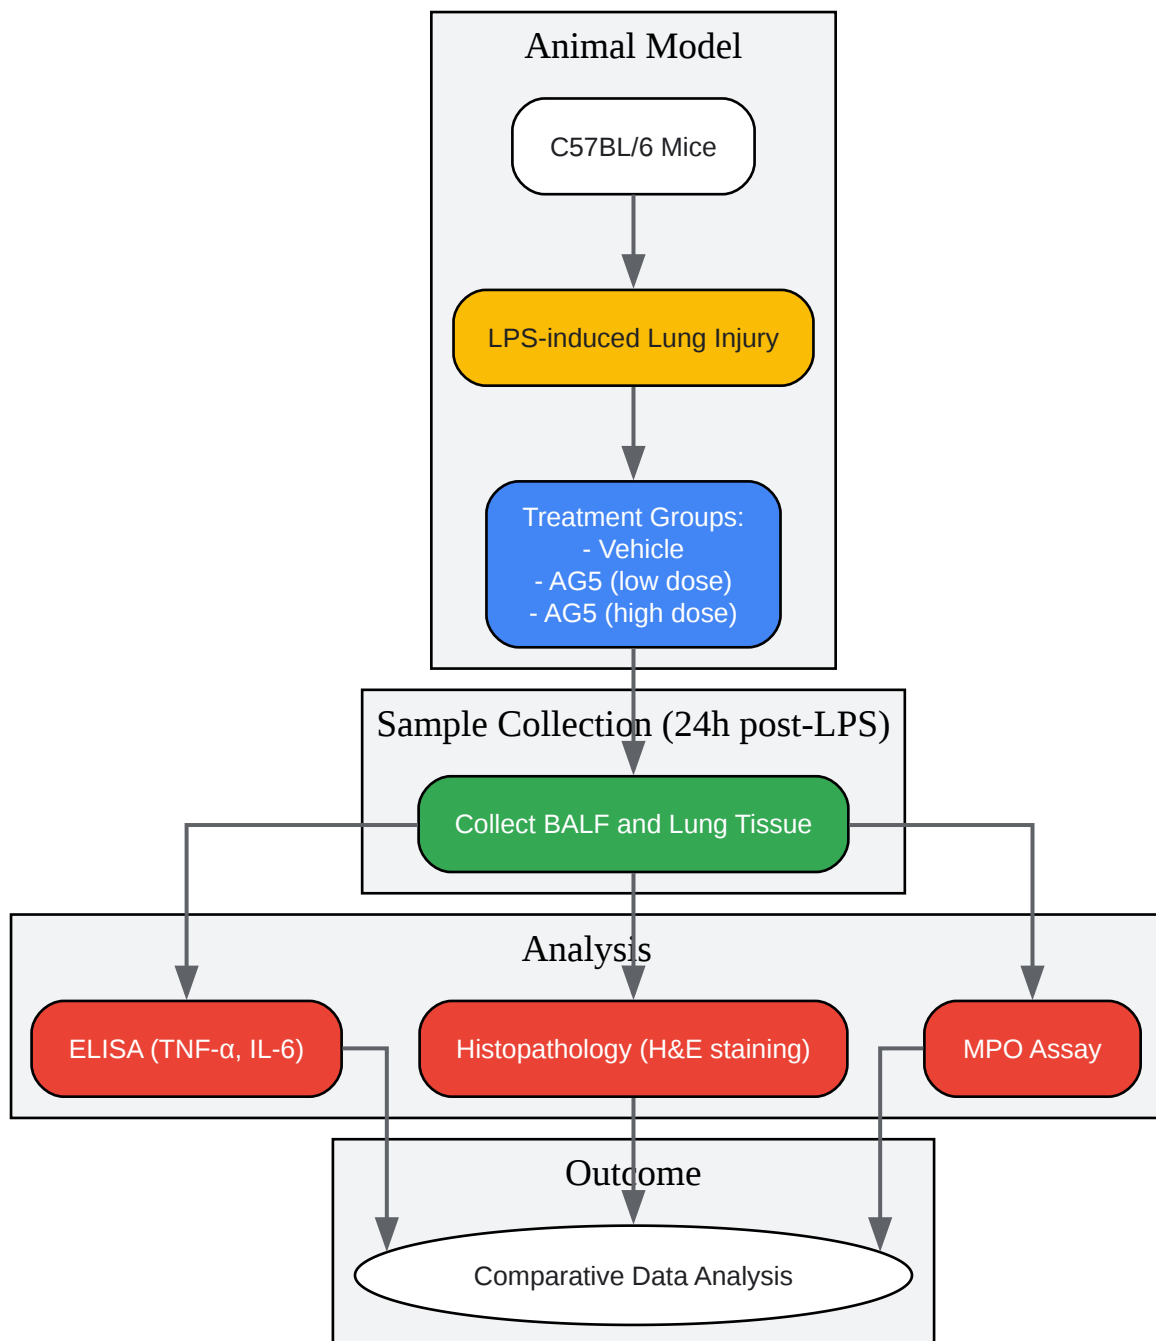 Animal Model
C57BL/6 Mice
LPS-induced Lung Injury
Treatment Groups:
- Vehicle
- AG5 (low dose)
- AG5 (high dose)
Sample Collection (24h post-LPS)
Collect BALF and Lung Tissue
Analysis
ELISA (TNF-α, IL-6)
Histopathology (H&E staining)
MPO Assay
Outcome
Comparative Data Analysis